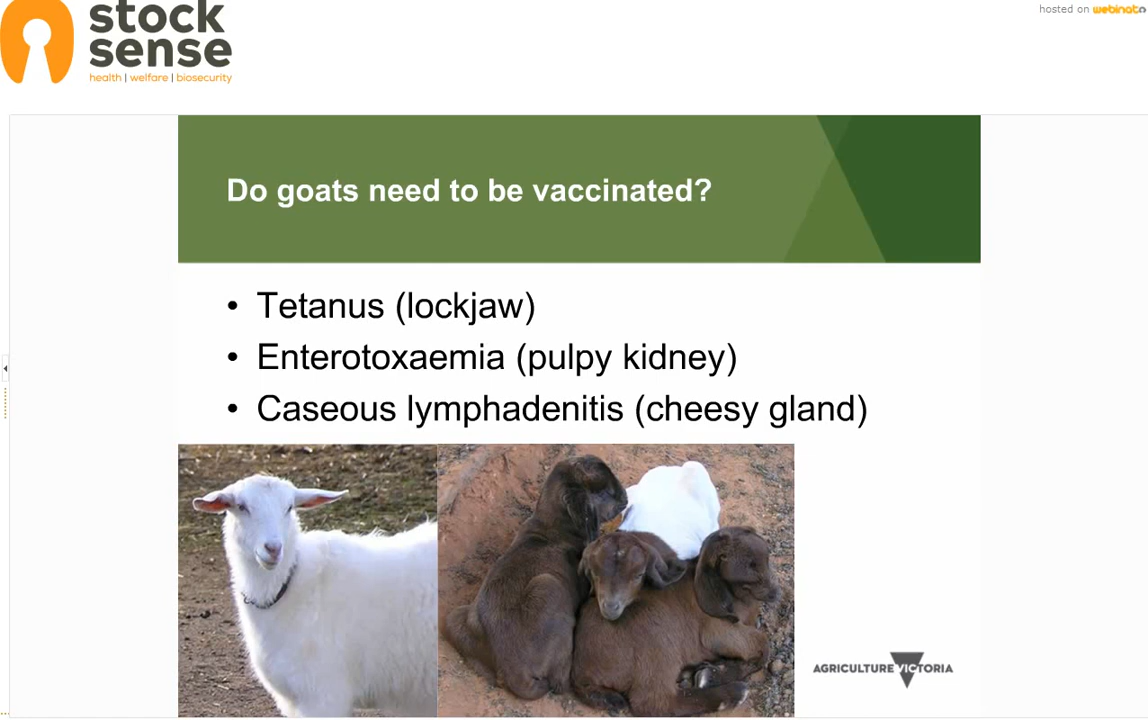 stock
sense
health | welfare | biosecurity
hosted on webinato
Do goats need to be vaccinated?
• Tetanus (lockjaw)
• Enterotoxaemia (pulpy kidney)
• Caseous lymphadenitis (cheesy gland)
AGRICULTURE VICTORIA